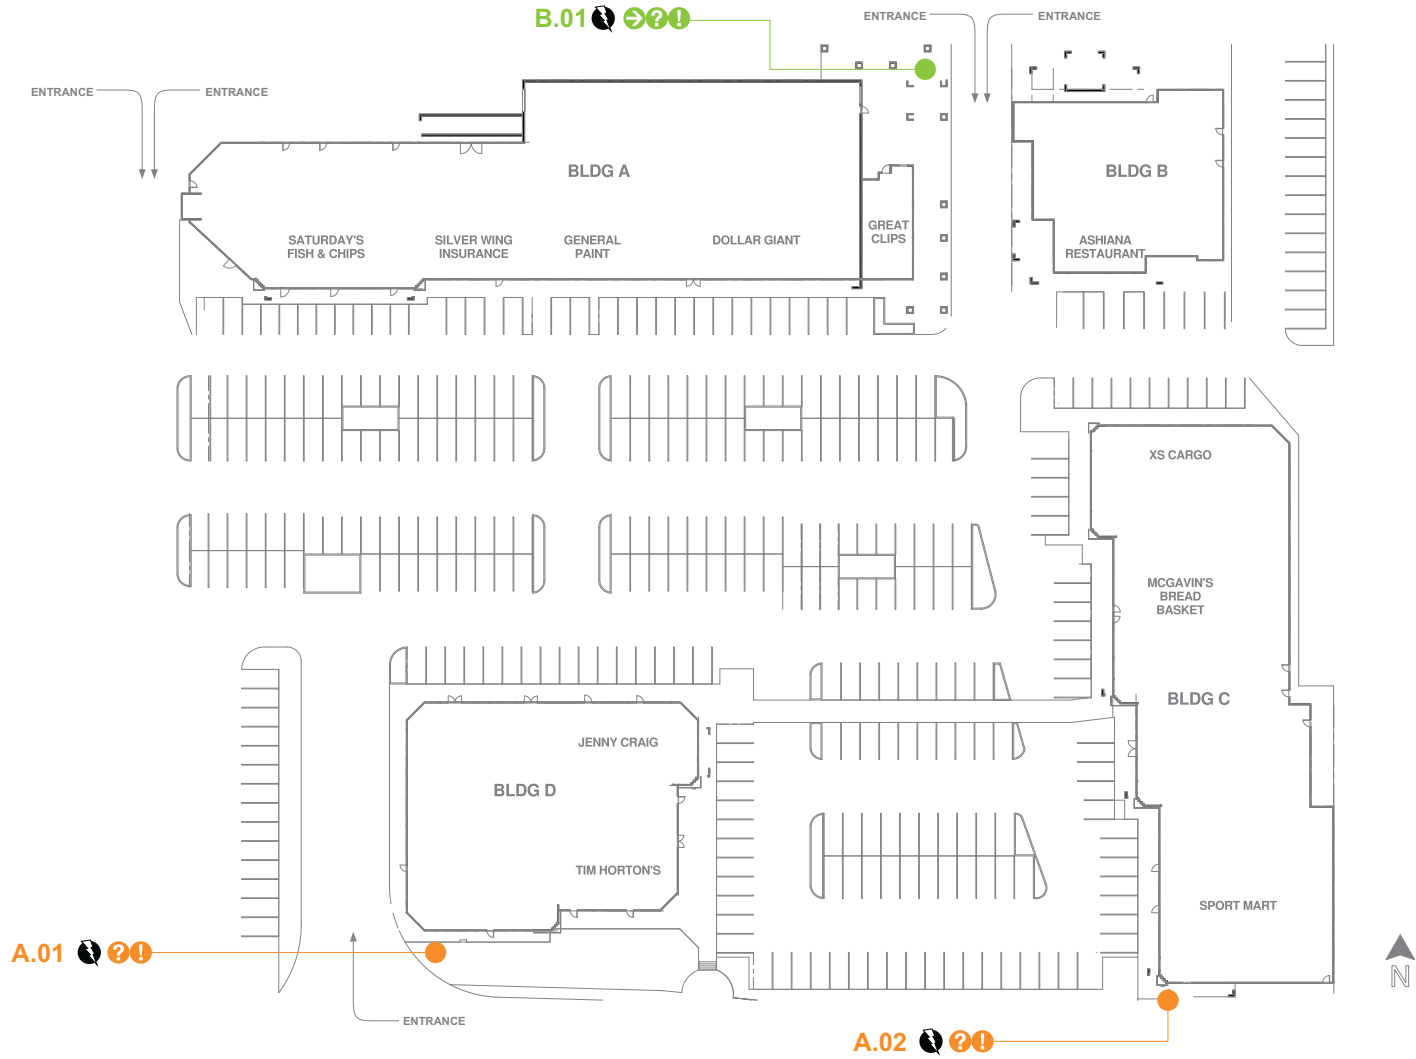 B.01 ?!
ENTRANCE
ENTRANCE
ENTRANCE
ENTRANCE
BLDG A
BLDG B
SATURDAY'S
FISH & CHIPS
SILVER WING
INSURANCE
GENERAL
PAINT
DOLLAR GIANT
GREAT
CLIPS
ASHIANA
RESTAURANT
XS CARGO
MCGAVIN'S
BREAD
BASKET
BLDG C
JENNY CRAIG
BLDG D
TIM HORTON'S
SPORT MART
A.01 ?!
N
ENTRANCE
A.02 ?!